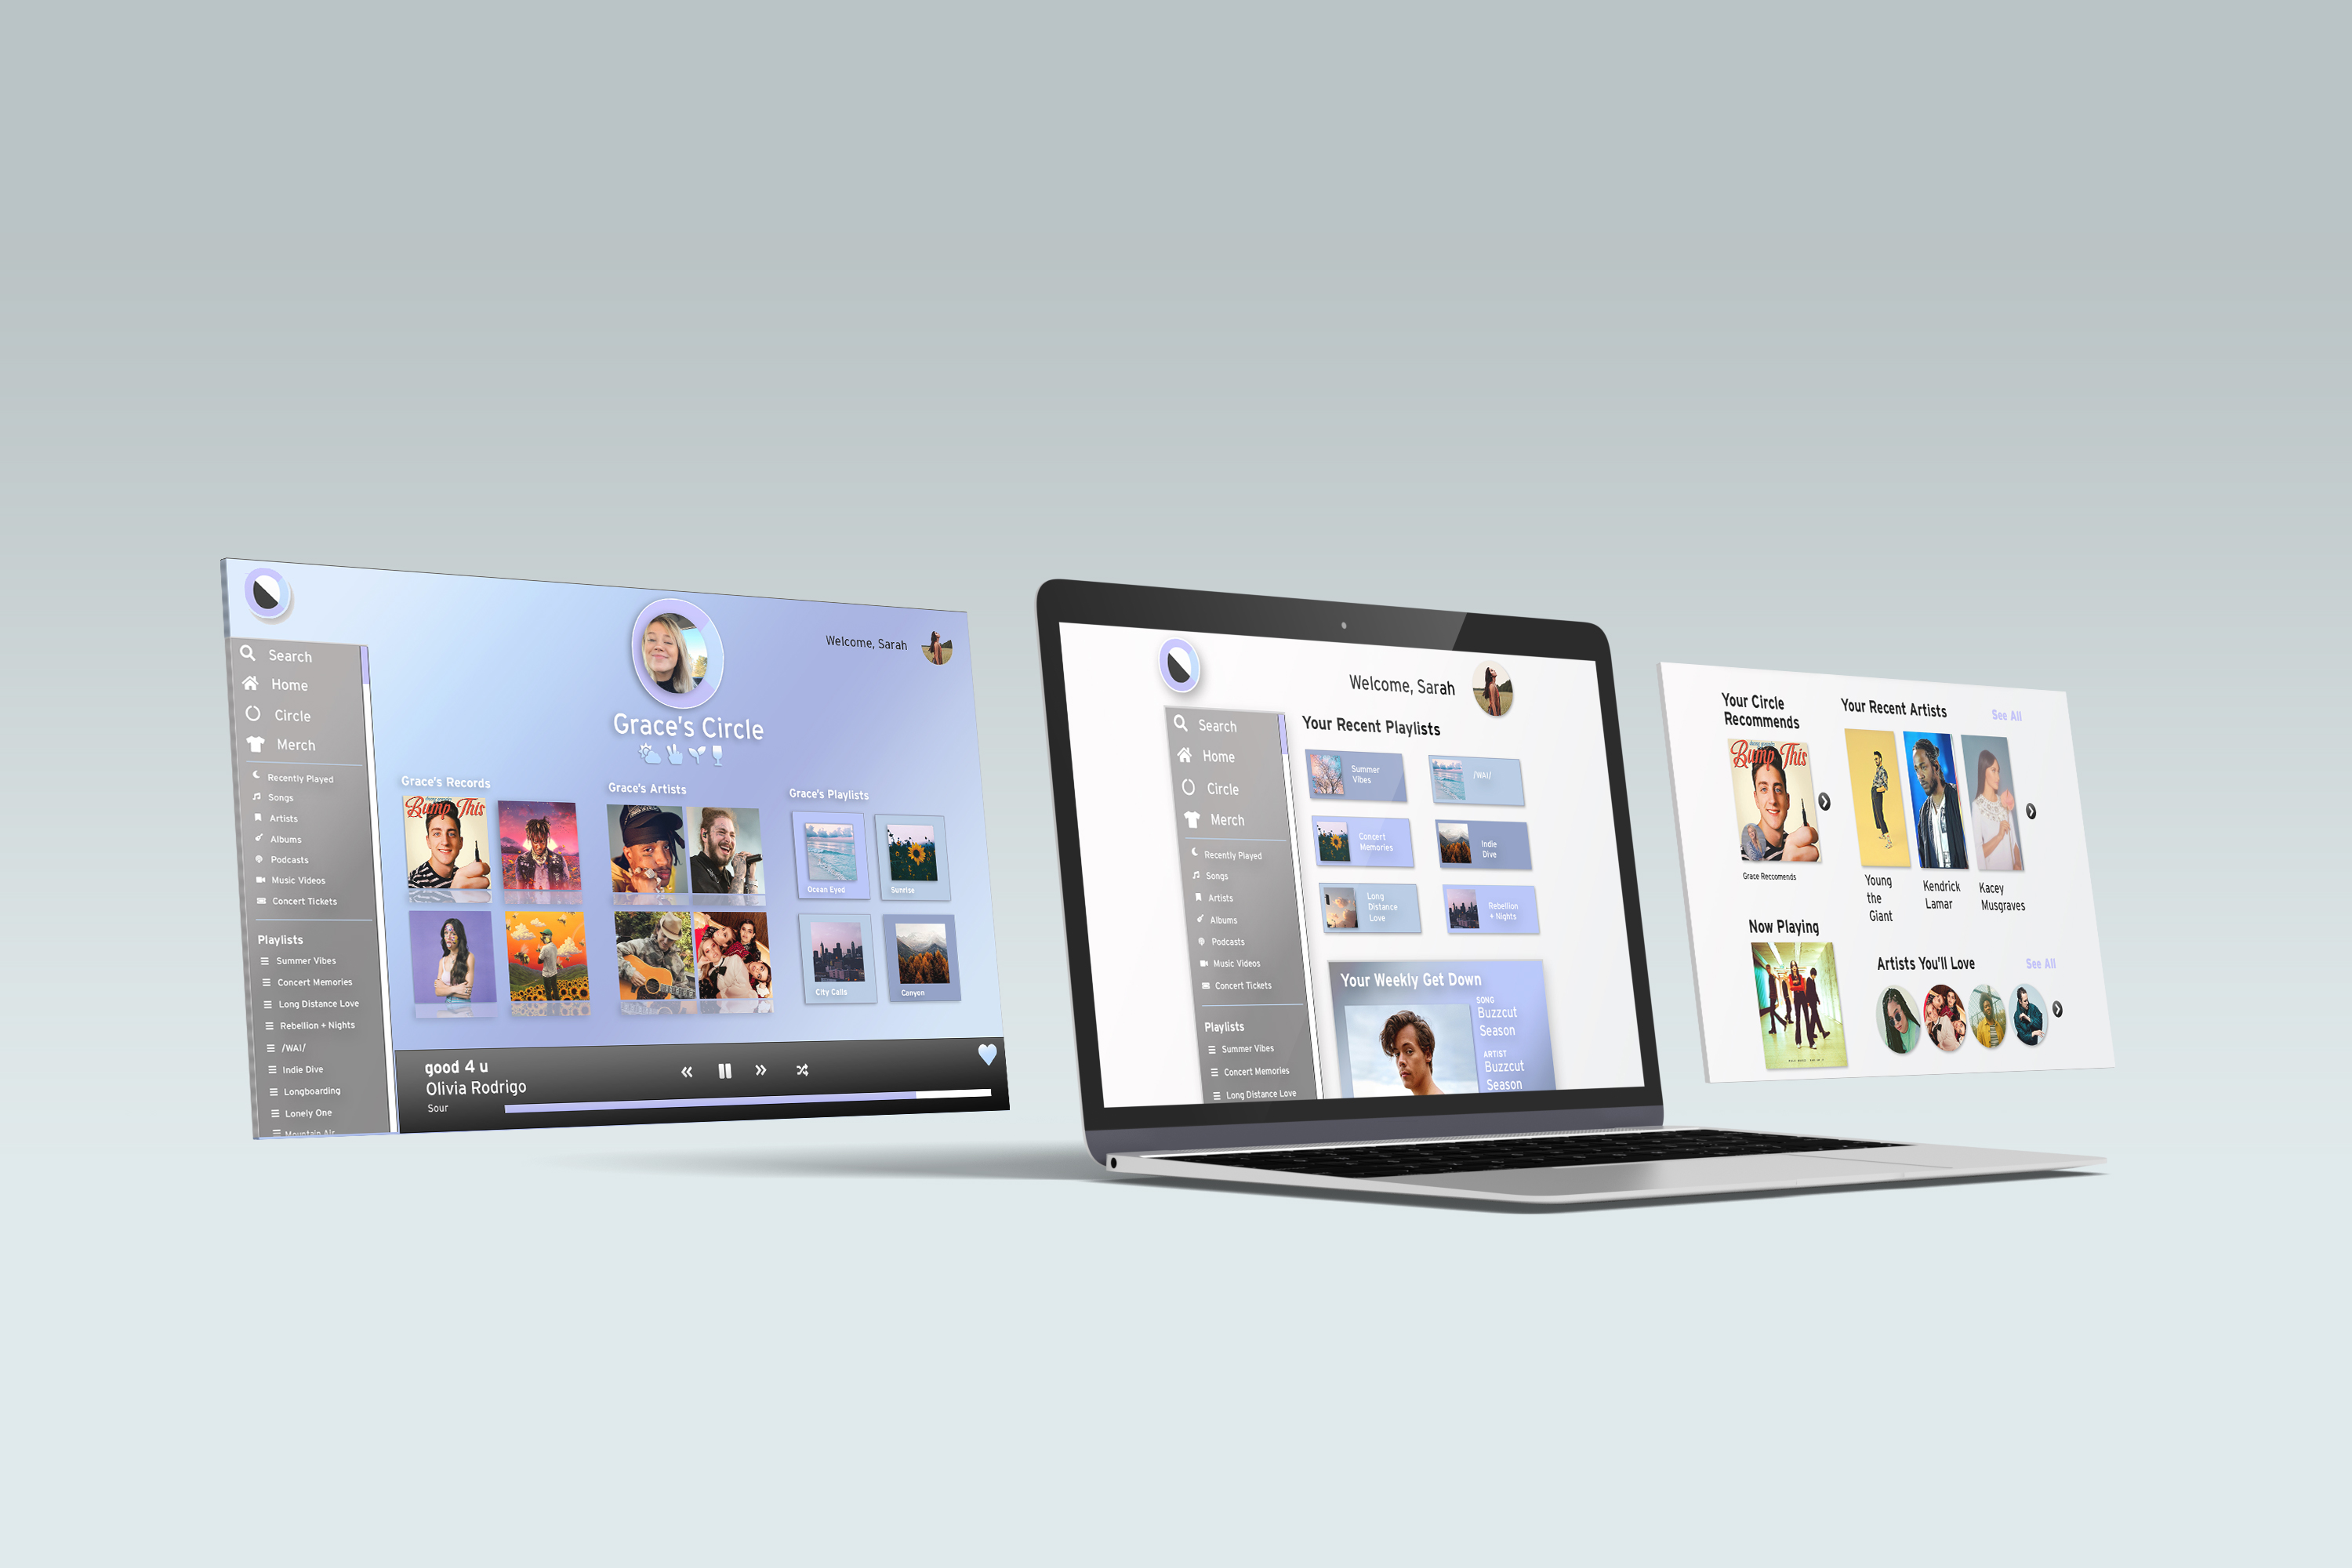 Search
Home
Circle
Merch
Recently Played
Songs
Artists
Albums
Podcasts
Music Videos
Concert Tickets
Playlists
Summer Vibes
Concert Memories
Long Distance Love
Rebellion + Nights
/WAI/
Indie Dive
Longboarding
Lonely One
Mountain Air
Welcome, Sarah
Grace's Circle
Grace's Records
Bump This
Grace's Artists
Grace's Playlists
Ocean Eyed
Sunrise
City Calls
Canyon
good 4 u
Olivia Rodrigo
Sour
Welcome, Sarah
Search
Home
Circle
Merch
Recently Played
Songs
Artists
Albums
Podcasts
Music Videos
Concert Tickets
Playlists
Summer Vibes
Concert Memories
Long Distance Love
Your Recent Playlists
Summer
Vibes
/WAI/
Concert
Memories
Indie
Dive
Long
Distance
Love
Rebellion
+ Nights
Your Weekly Get Down
SONG
Buzzcut
Season
ARTIST
Buzzcut
Season
Your Circle
Recommends
Bump This
Grace Reccomends
Your Recent Artists
See All
Young
the
Giant
Kendrick
Lamar
Kacey
Musgraves
Now Playing
Artists You'll Love
See All